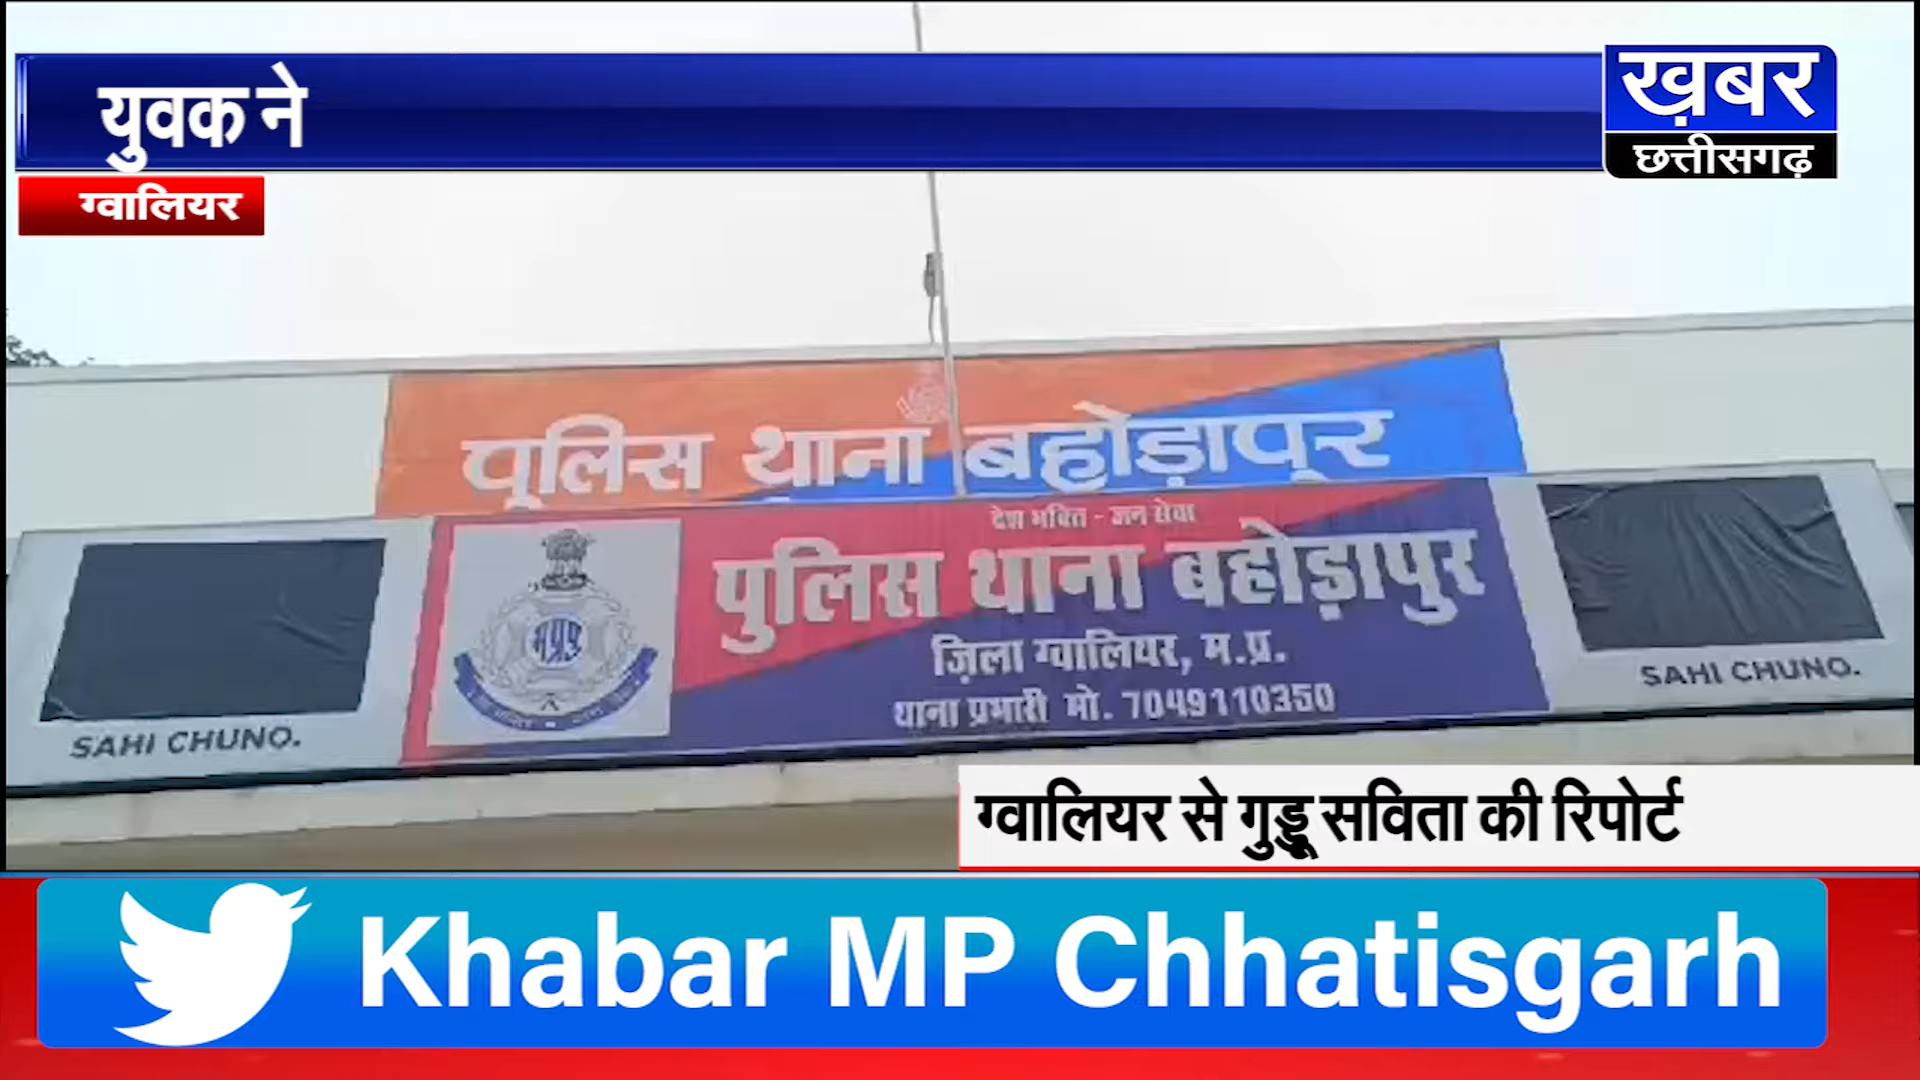 युवक ने
ख़बर
छत्तीसगढ़
ग्वालियर
पूलिस थाना बहोड़ापूर
देश भक्ति - जन सेवा
पुलिस थाना बहोड़ापुर
ज़िला ग्वालियर, म.प्र.
थाना प्रभारी मो. 7049110350
SAHI CHUNO.
SAHI CHUNO.
ग्वालियर से गुड्डू सविता की रिपोर्ट
Khabar MP Chhatisgarh